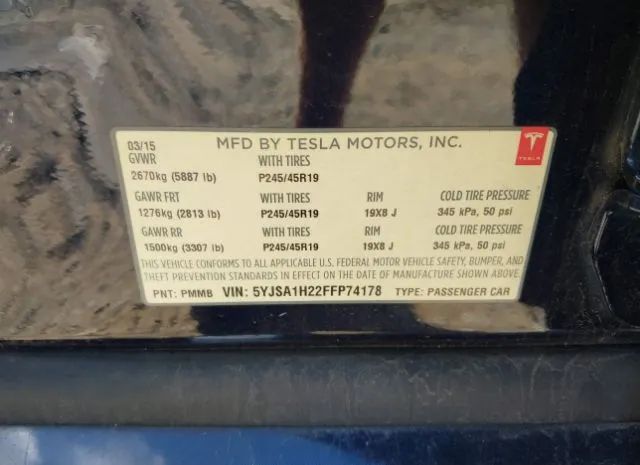 03/15 MFD BY TESLA MOTORS, INC.
GVWR WITH TIRES
2670kg (5887 lb) P245/45R19
TESLA
GAWR FRT WITH TIRES RIM COLD TIRE PRESSURE
1276kg (2813 lb) P245/45R19 19X8 J 345 kPa, 50 psi
GAWR RR WITH TIRES RIM COLD TIRE PRESSURE
1500kg (3307 lb) P245/45R19 19X8 J 345 kPa, 50 psi
THIS VEHICLE CONFORMS TO ALL APPLICABLE U.S. FEDERAL MOTOR VEHICLE SAFETY, BUMPER, AND
THEFT PREVENTION STANDARDS IN EFFECT ON THE DATE OF MANUFACTURE SHOWN ABOVE.
PNT: PMMB VIN: 5YJSA1H22FFP74178 TYPE: PASSENGER CAR